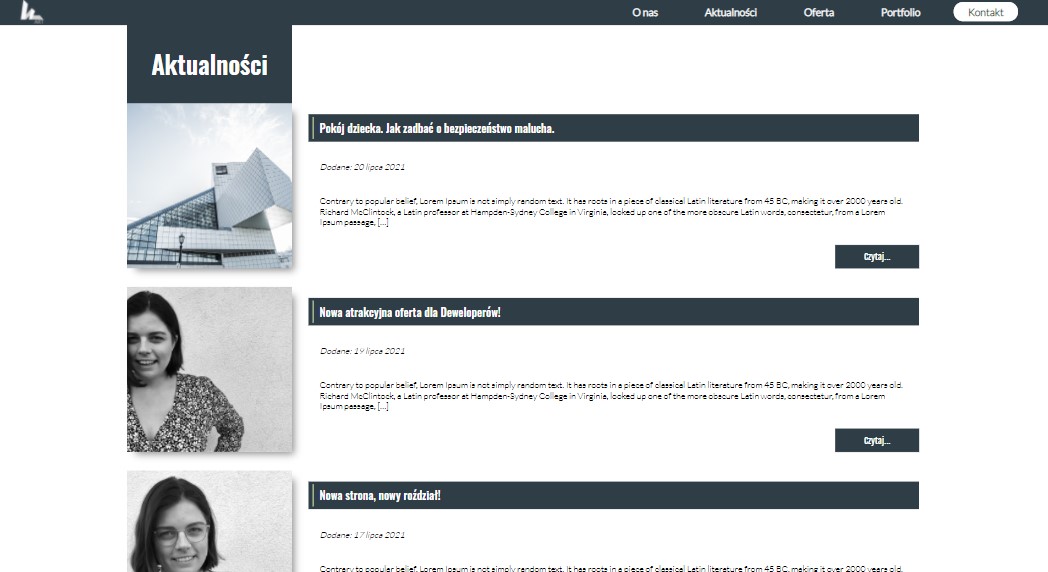 O nas Aktualności Oferta Portfolio Kontakt
Aktualności
Pokój dziecka. Jak zadbać o bezpieczeństwo malucha.
Dodane: 20 lipca 2021
Contrary to popular belief, Lorem Ipsum is not simply random text. It has roots in a piece of classical Latin literature from 45 BC, making it over 2000 years old.
Richard McClintock, a Latin professor at Hampden-Sydney College in Virginia, looked up one of the more obscure Latin words, consectetur, from a Lorem
Ipsum passage, [...]
Czytaj...
Nowa atrakcyjna oferta dla Deweloperów!
Dodane: 19 lipca 2021
Contrary to popular belief, Lorem Ipsum is not simply random text. It has roots in a piece of classical Latin literature from 45 BC, making it over 2000 years old.
Richard McClintock, a Latin professor at Hampden-Sydney College in Virginia, looked up one of the more obscure Latin words, consectetur, from a Lorem
Ipsum passage, [...]
Czytaj...
Nowa strona, nowy roździał!
Dodane: 17 lipca 2021
Contrary to popular belief, Lorem Ipsum is not simply random text. It has roots in a piece of classical Latin literature from 45 BC, making it over 2000 years old.